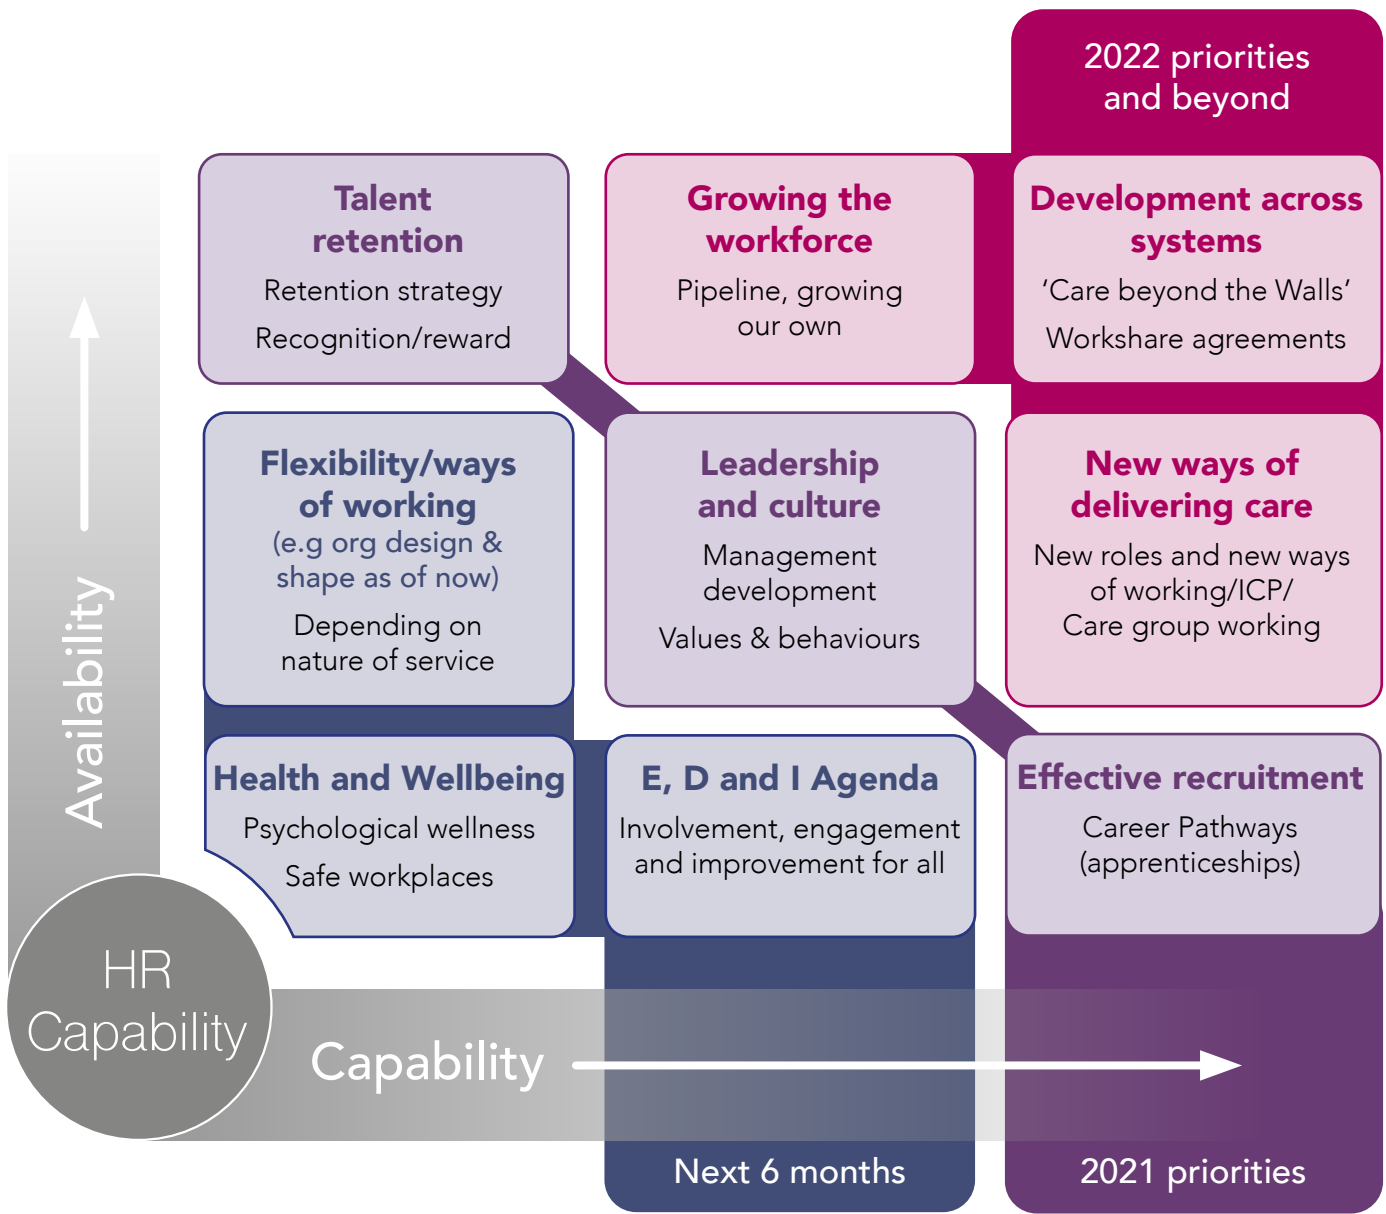 2022 priorities
and beyond
Talent
retention
Retention strategy
Recognition/reward
Growing the
workforce
Pipeline, growing
our own
Development across
systems
‘Care beyond the Walls’
Workshare agreements
Flexibility/ways
of working
(e.g org design &
shape as of now)
Depending on
nature of service
Leadership
and culture
Management
development
Values & behaviours
New ways of
delivering care
New roles and new ways
of working/ICP/
Care group working
Health and Wellbeing
Psychological wellness
Safe workplaces
E, D and I Agenda
Involvement, engagement
and improvement for all
Effective recruitment
Career Pathways
(apprenticeships)
Availability
HR
Capability
Capability
Next 6 months
2021 priorities